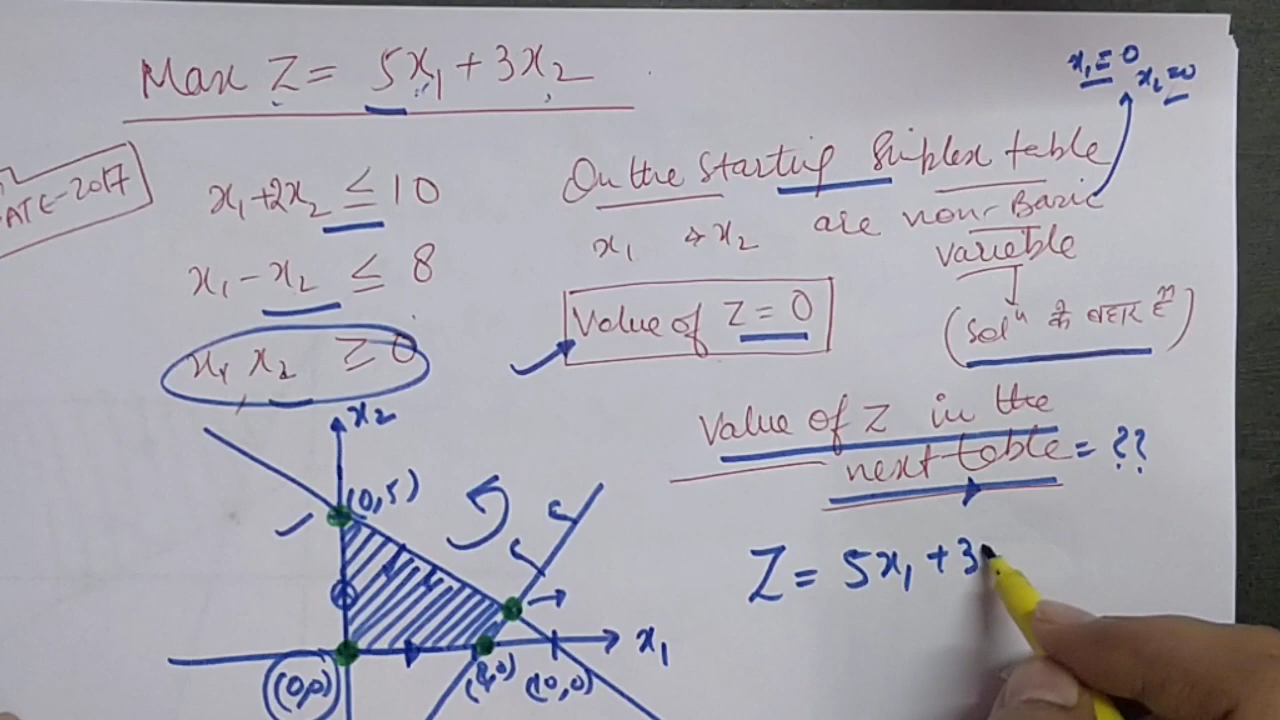 Max Z = 5x₁ + 3x₂
x₁ = 0
x₂ = 0
ATE-2017
x₁+2x₂ ≤ 10
x₁ - x₂ ≤ 8
x₁, x₂ ≥ 0
On the starting Simplex table
x₁ & x₂ are non-Basic
variable
(Solⁿ के बाहर है)
Value of Z = 0
Value of Z in the
next table = ??
Z = 5x₁ + 3
x₂
(0,5)
x₁
(0,0)
(8,0)
(10,0)